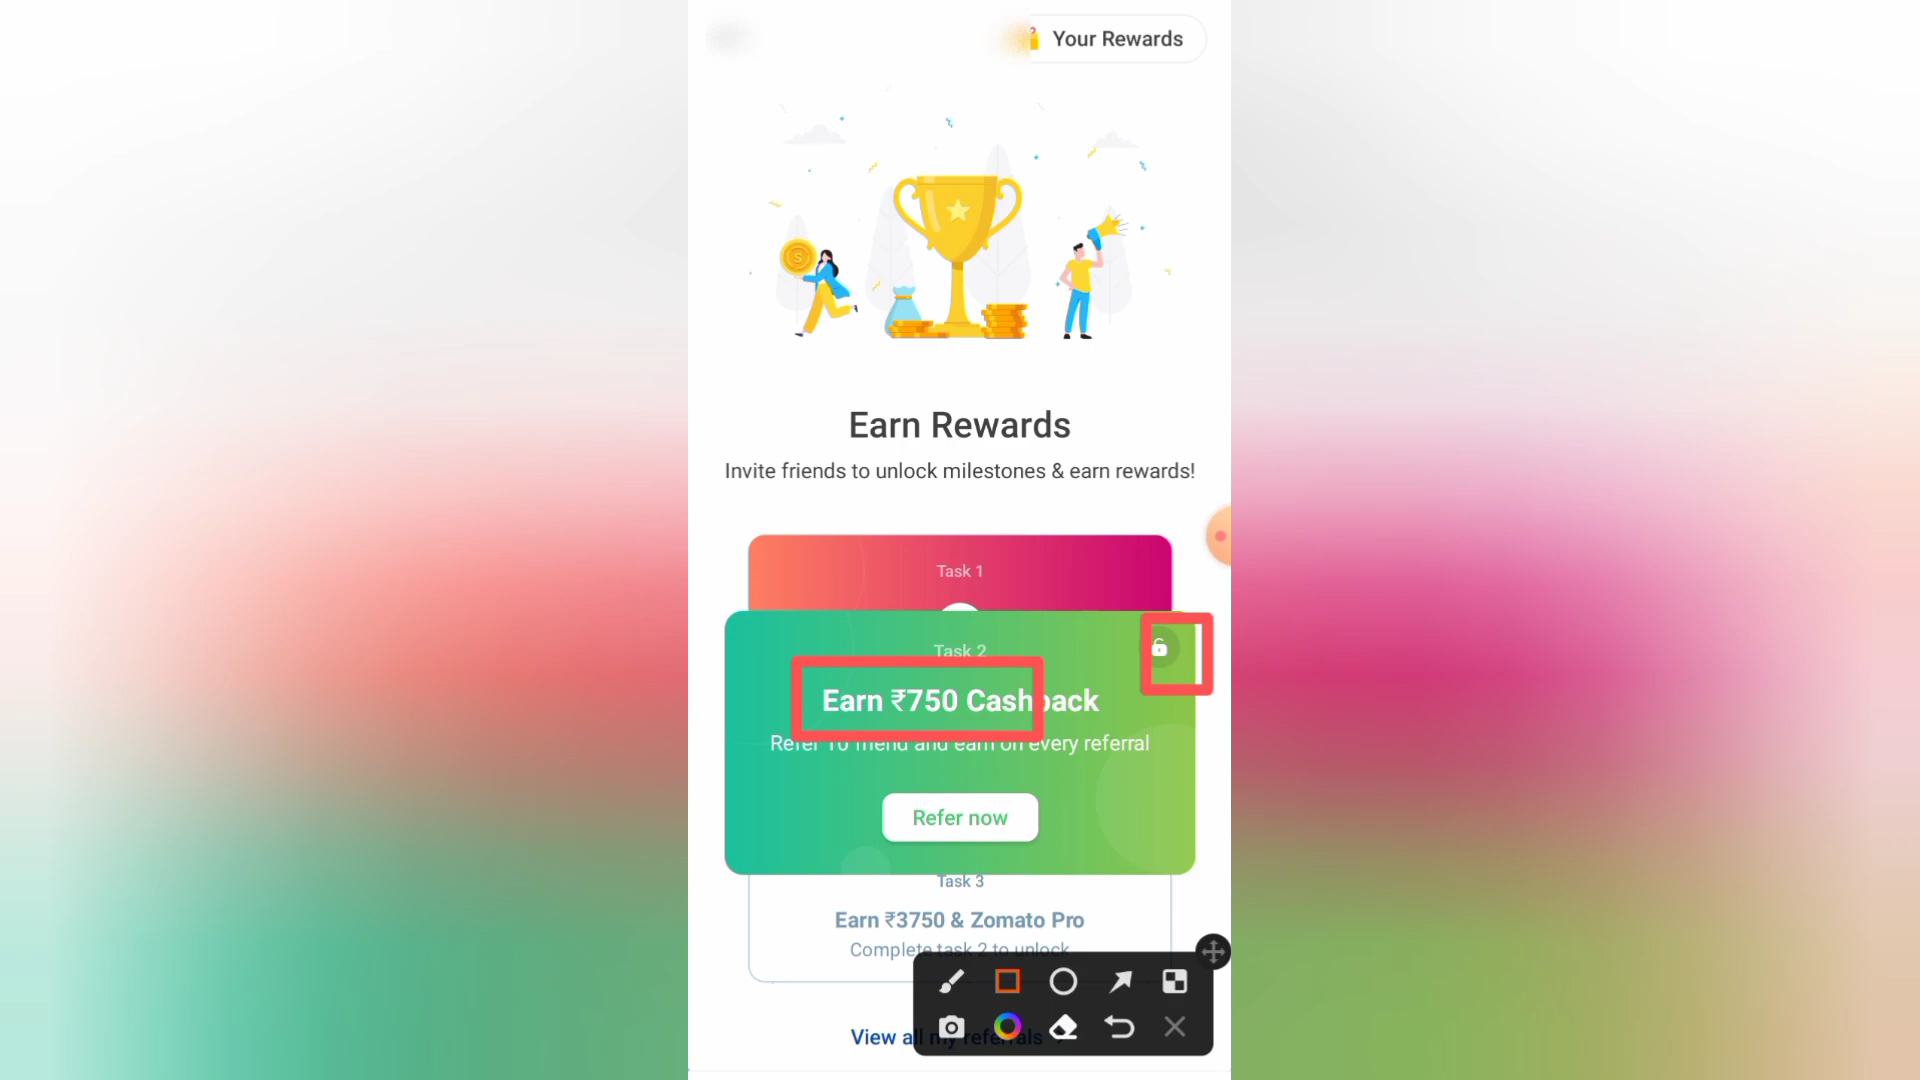 Your Rewards
Earn Rewards
Invite friends to unlock milestones & earn rewards!
Task 1
Task 2
Earn ₹750 Cashback
Refer 10 friend and earn on every referral
Refer now
Task 3
Earn ₹3750 & Zomato Pro
Complete task 2 to unlock
View all my referrals